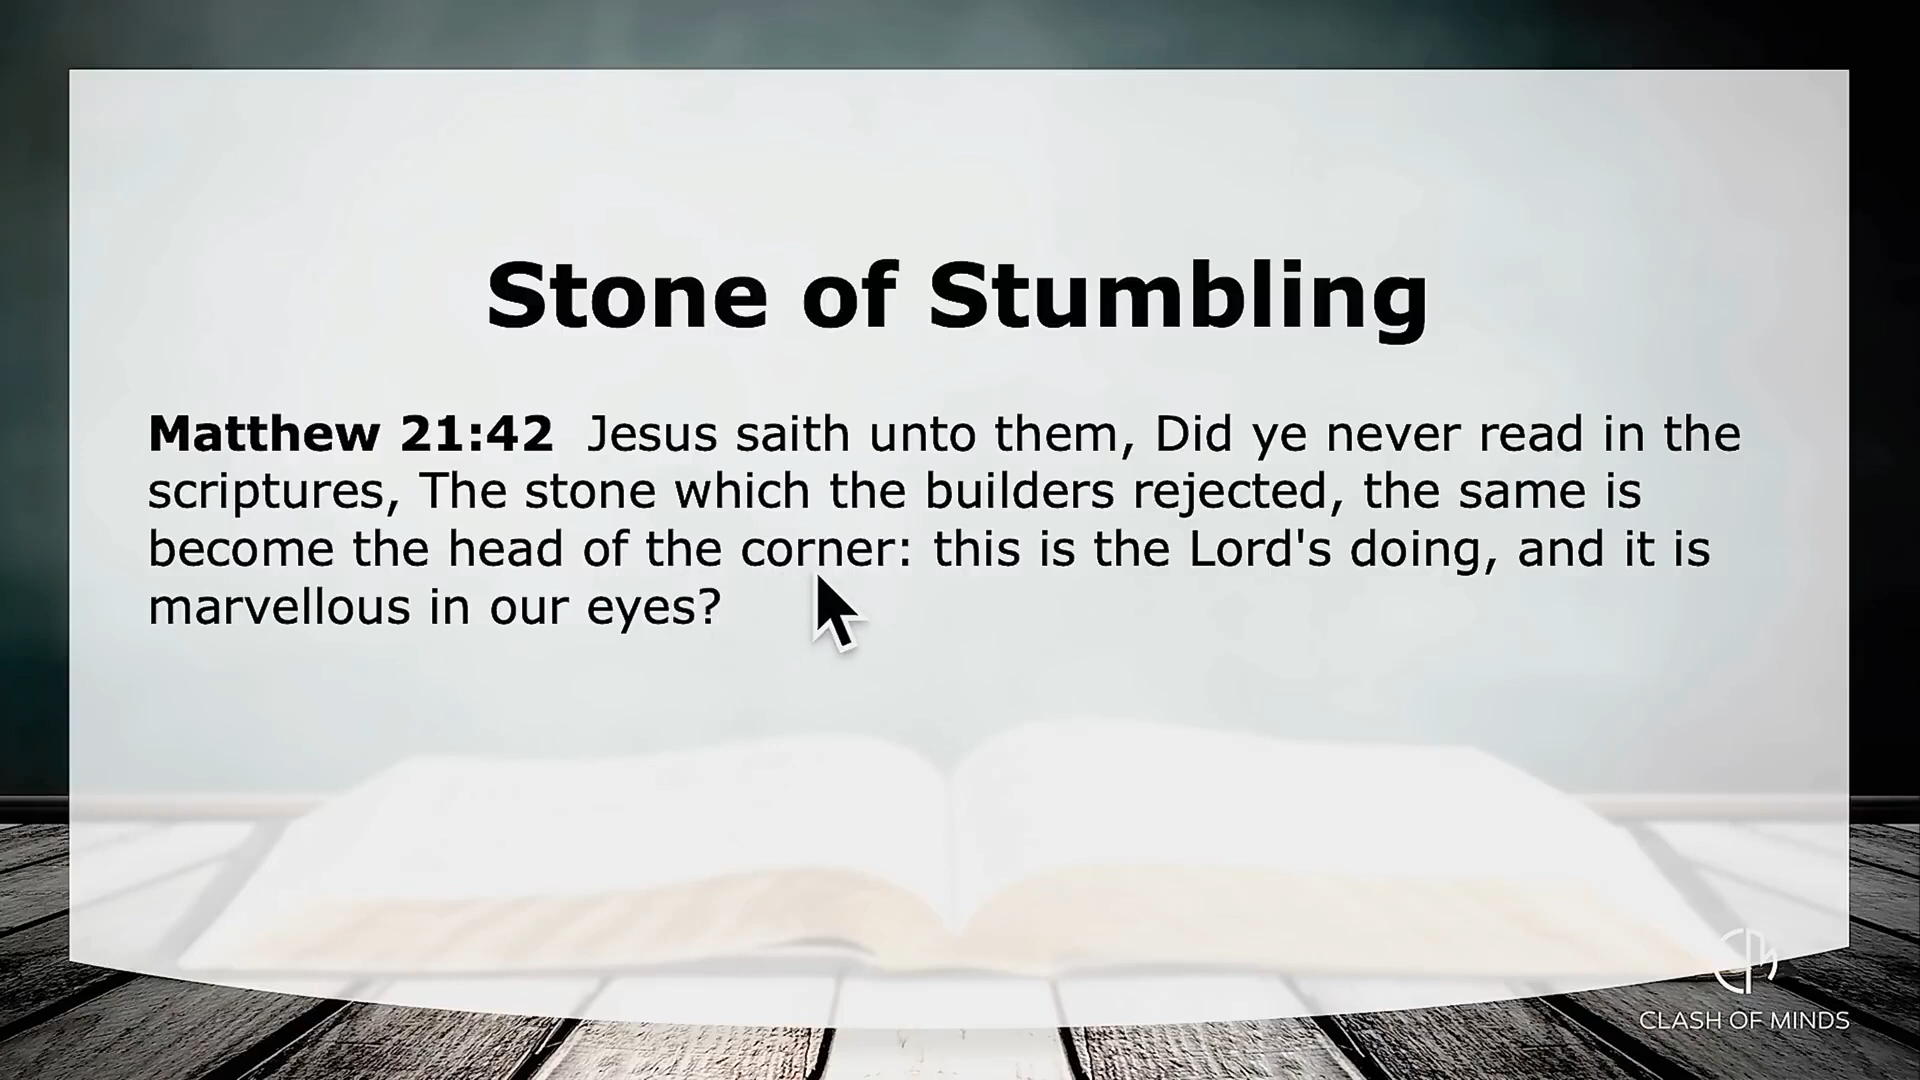 Stone of Stumbling
Matthew 21:42  Jesus saith unto them, Did ye never read in the
scriptures, The stone which the builders rejected, the same is
become the head of the corner: this is the Lord's doing, and it is
marvellous in our eyes?
CLASH OF MINDS